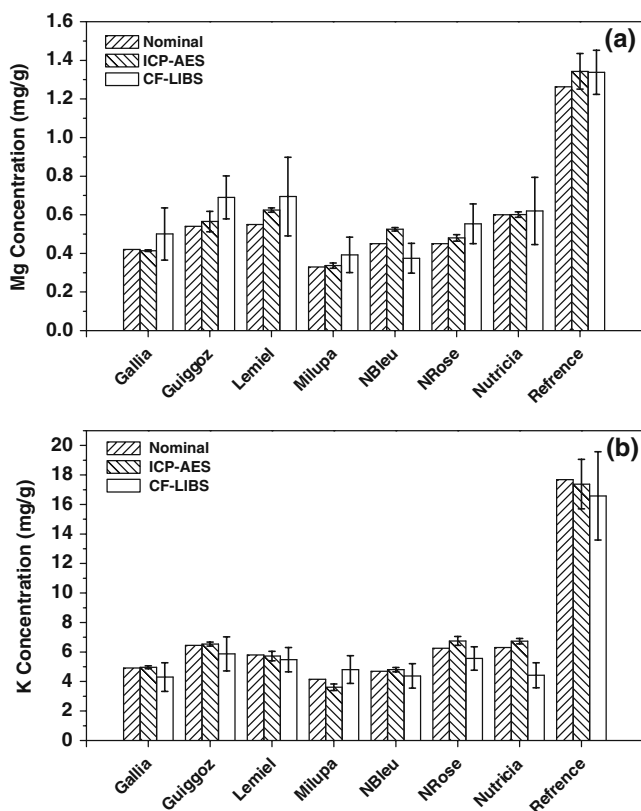 (a)
Nominal
ICP-AES
CF-LIBS
Mg Concentration (mg/g)
1.6
1.4
1.2
1.0
0.8
0.6
0.4
0.2
0.0
Gallia
Guiggoz
Lemiel
Milupa
NBleu
NRose
Nutricia
Refrence
(b)
Nominal
ICP-AES
CF-LIBS
K Concentration (mg/g)
20
18
16
14
12
10
8
6
4
2
0
Gallia
Guiggoz
Lemiel
Milupa
NBleu
NRose
Nutricia
Refrence